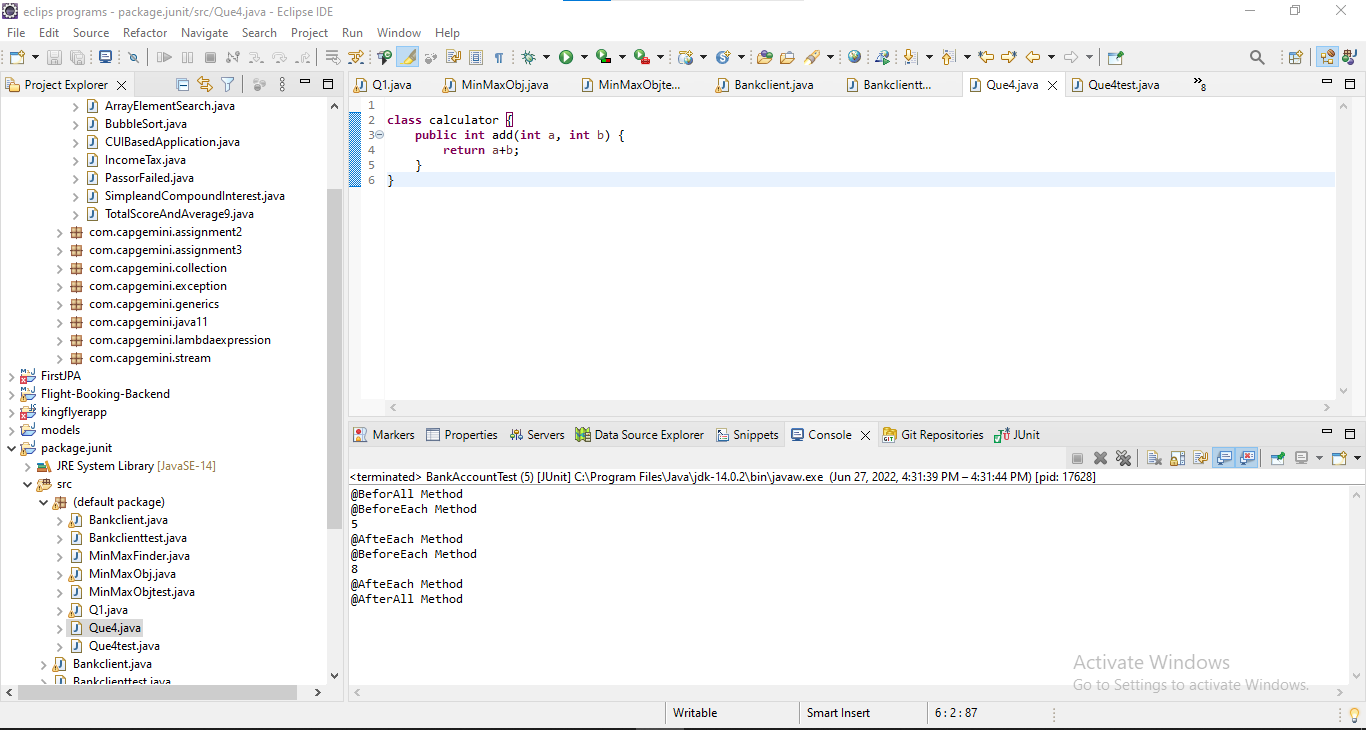 eclips programs - package.junit/src/Que4.java - Eclipse IDE
File Edit Source Refactor Navigate Search Project Run Window Help
Project Explorer
Q1.java MinMaxObj.java MinMaxObjte... Bankclient.java Bankclientt... Que4.java Que4test.java 8
ArrayElementSearch.java
BubbleSort.java
CUIBasedApplication.java
IncomeTax.java
PassorFailed.java
SimpleandCompoundInterest.java
TotalScoreAndAverage9.java
com.capgemini.assignment2
com.capgemini.assignment3
com.capgemini.collection
com.capgemini.exception
com.capgemini.generics
com.capgemini.java11
com.capgemini.lambdaexpression
com.capgemini.stream
FirstJPA
Flight-Booking-Backend
kingflyerapp
models
package.junit
JRE System Library [JavaSE-14]
src
(default package)
Bankclient.java
Bankclienttest.java
MinMaxFinder.java
MinMaxObj.java
MinMaxObjtest.java
Q1.java
Que4.java
Que4test.java
Bankclient.java
Bankclienttest.java
1
2 class calculator {
3 public int add(int a, int b) {
4 return a+b;
5 }
6 }
Markers Properties Servers Data Source Explorer Snippets Console Git Repositories JUnit
<terminated> BankAccountTest (5) [JUnit] C:\Program Files\Java\jdk-14.0.2\bin\javaw.exe (Jun 27, 2022, 4:31:39 PM – 4:31:44 PM) [pid: 17628]
@BeforAll Method
@BeforeEach Method
5
@AfteEach Method
@BeforeEach Method
8
@AfteEach Method
@AfterAll Method
Activate Windows
Go to Settings to activate Windows.
Writable Smart Insert 6 : 2 : 87